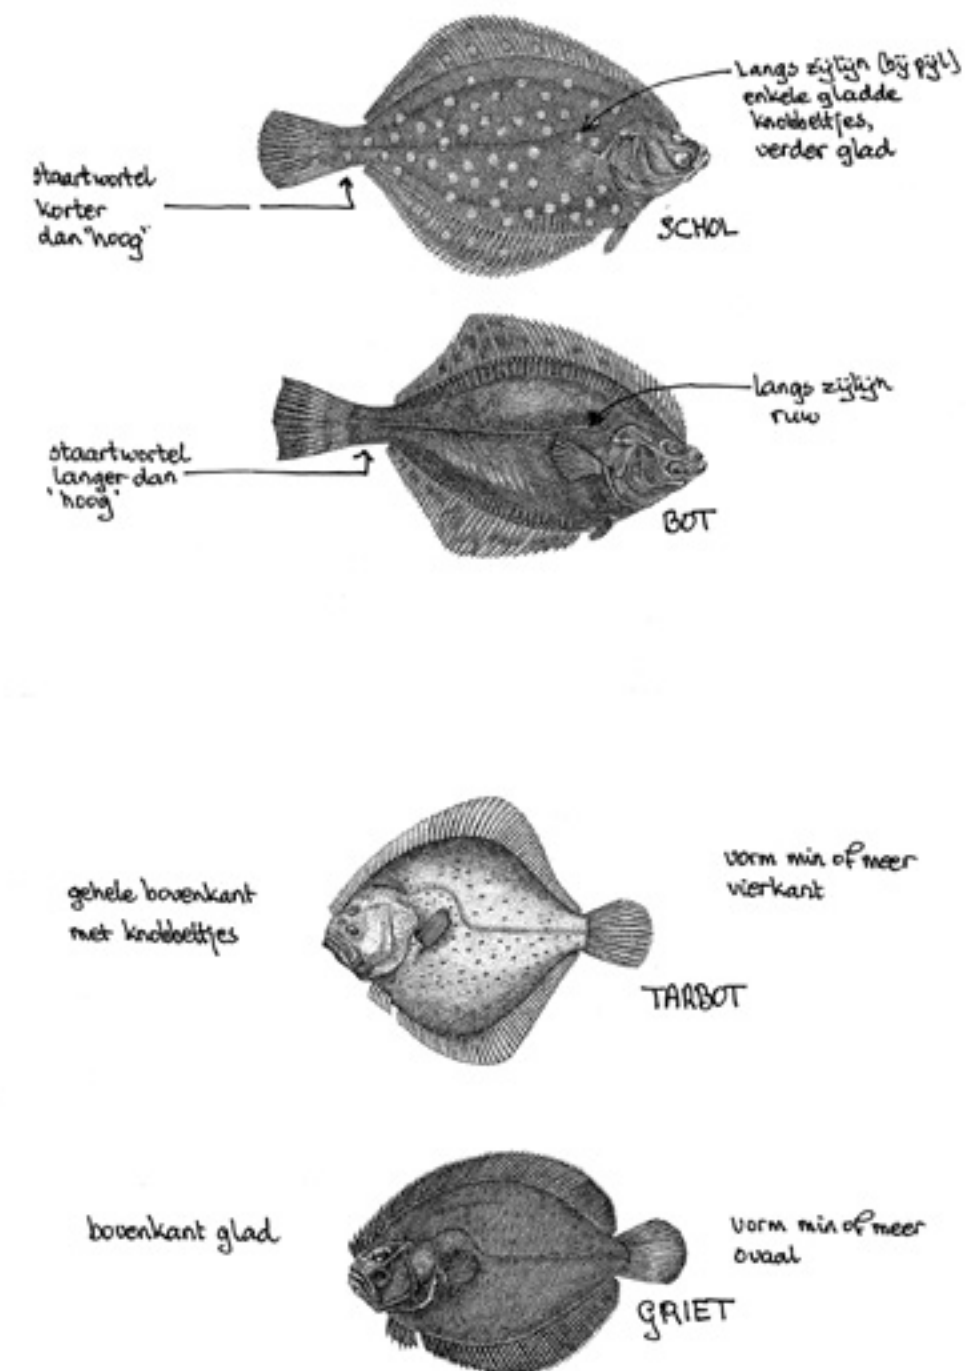 langs zijlijn (bij pijl)
enkele gladde
knobbeltjes,
verder glad
staartwortel
korter
dan "hoog"
SCHOL
langs zijlijn
ruw
staartwortel
langer dan
"hoog"
BOT
gehele bovenkant
met knobbeltjes
vorm min of meer
vierkant
TARBOT
bovenkant glad
vorm min of meer
ovaal
GRIET